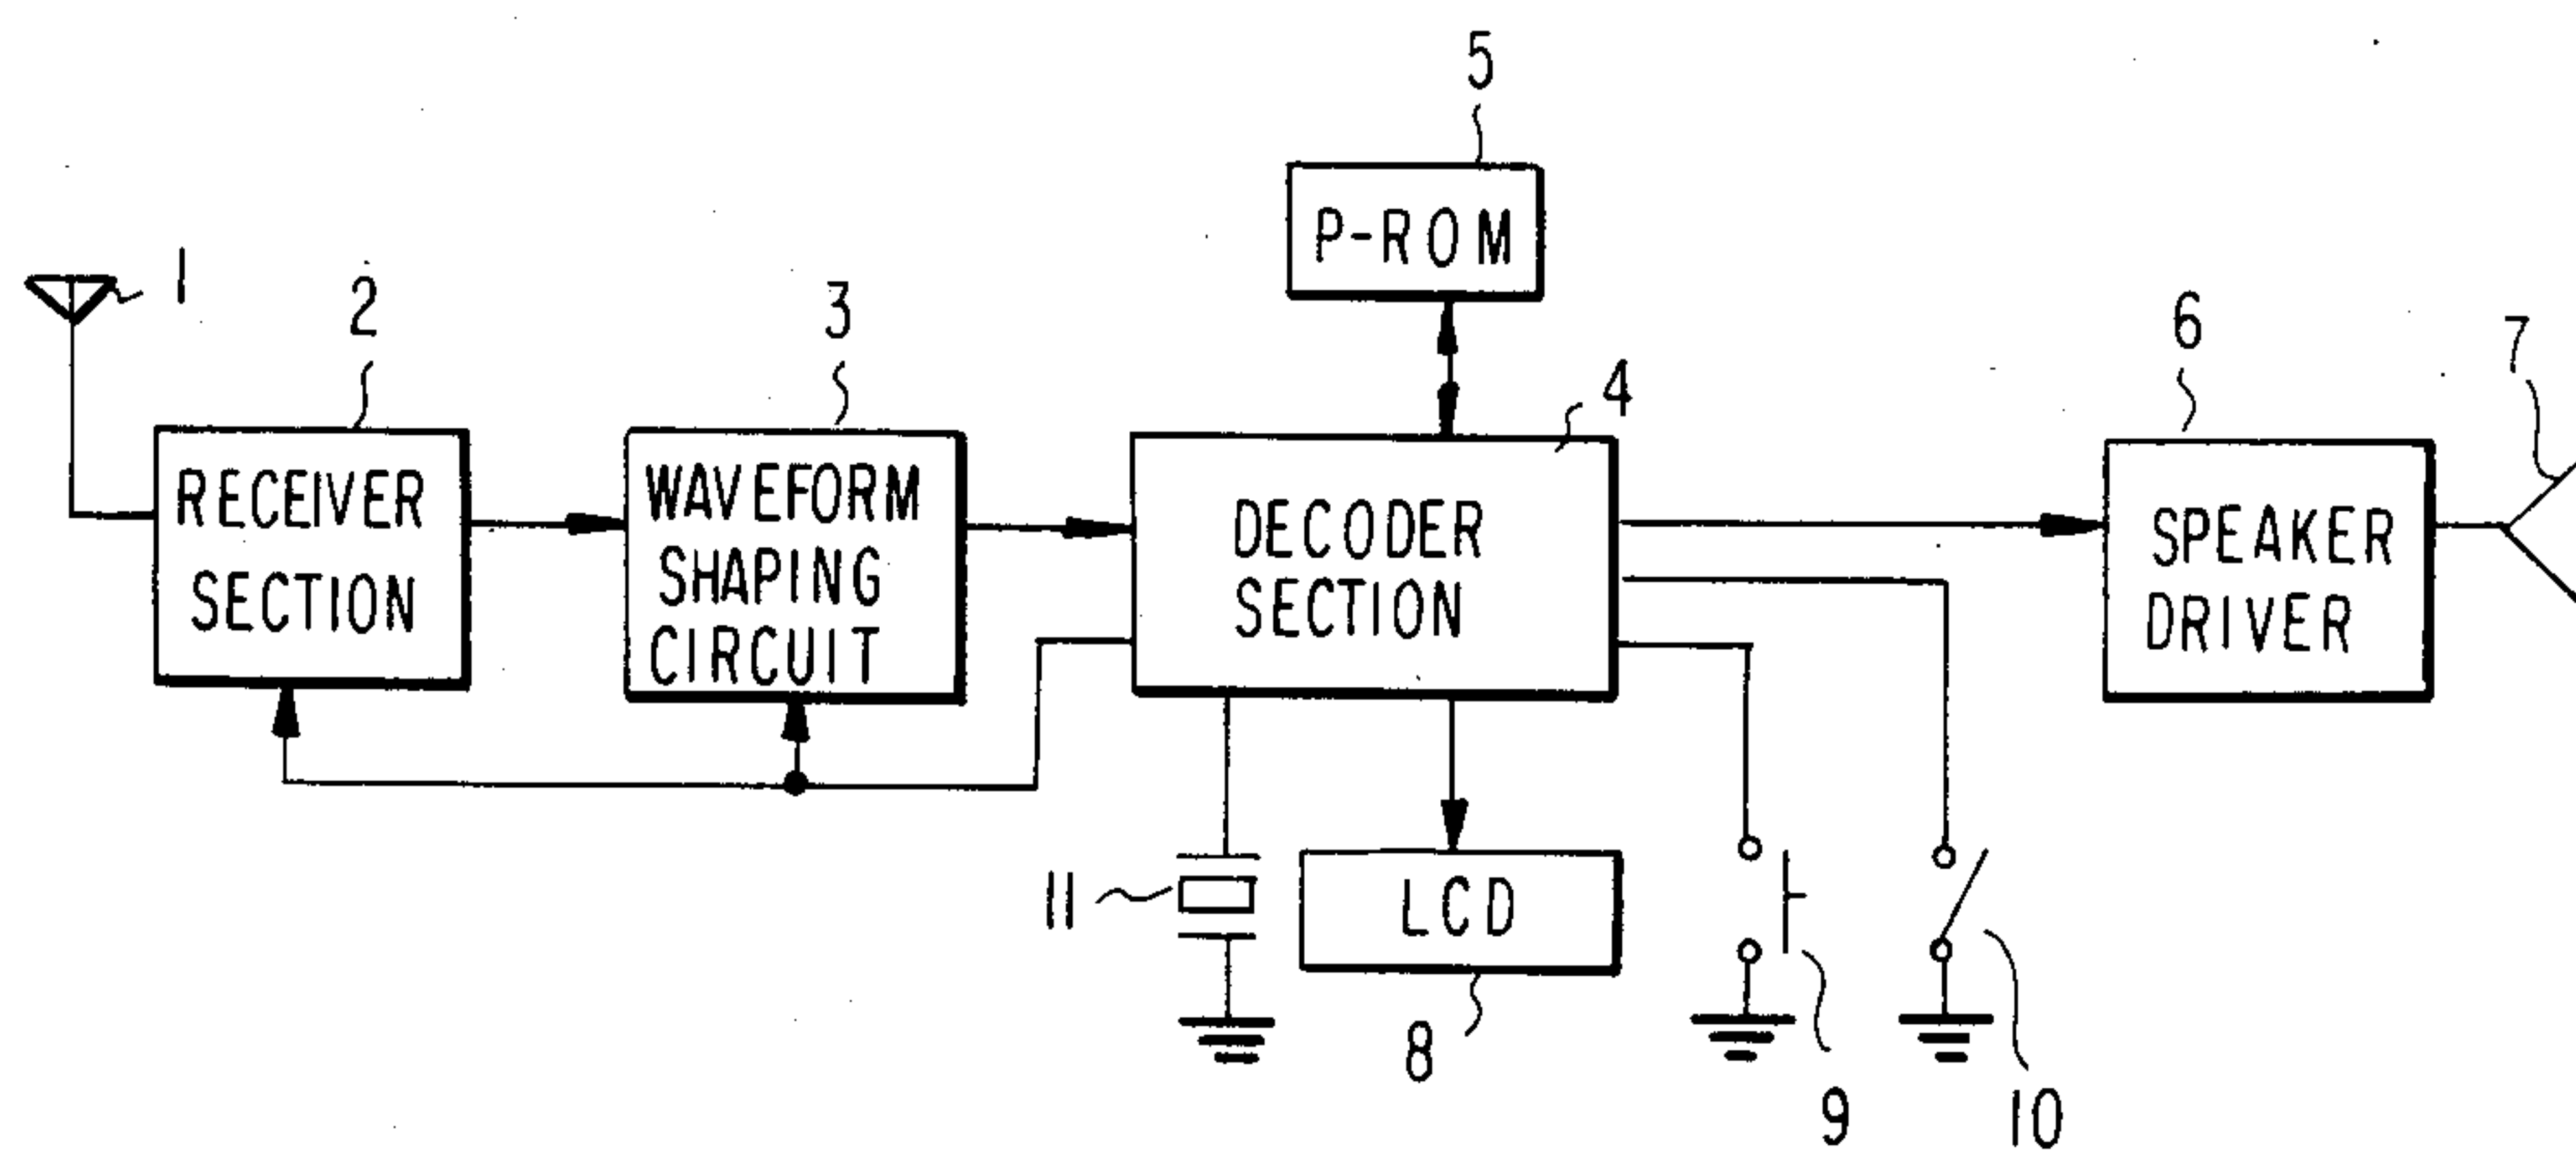 5
P-ROM
1
2
3
4
6
7
RECEIVER
SECTION
WAVEFORM
SHAPING
CIRCUIT
DECODER
SECTION
SPEAKER
DRIVER
11
LCD
8
9
10